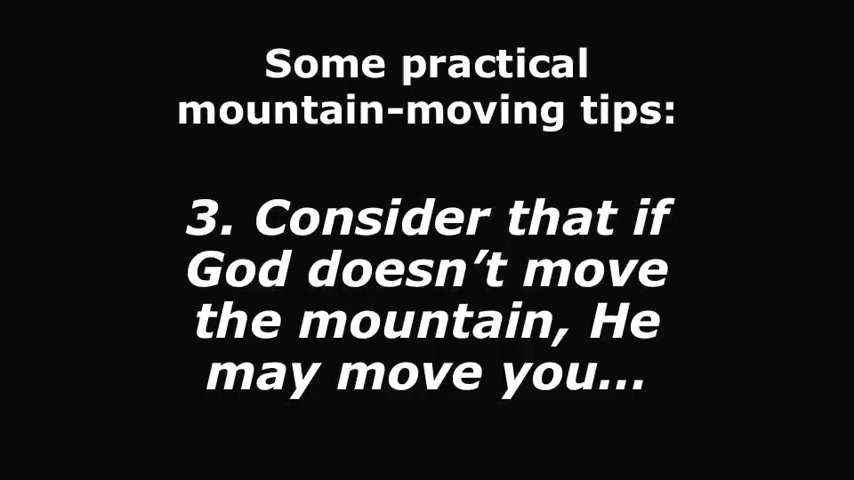 Some practical
mountain-moving tips:
3. Consider that if
God doesn’t move
the mountain, He
may move you...